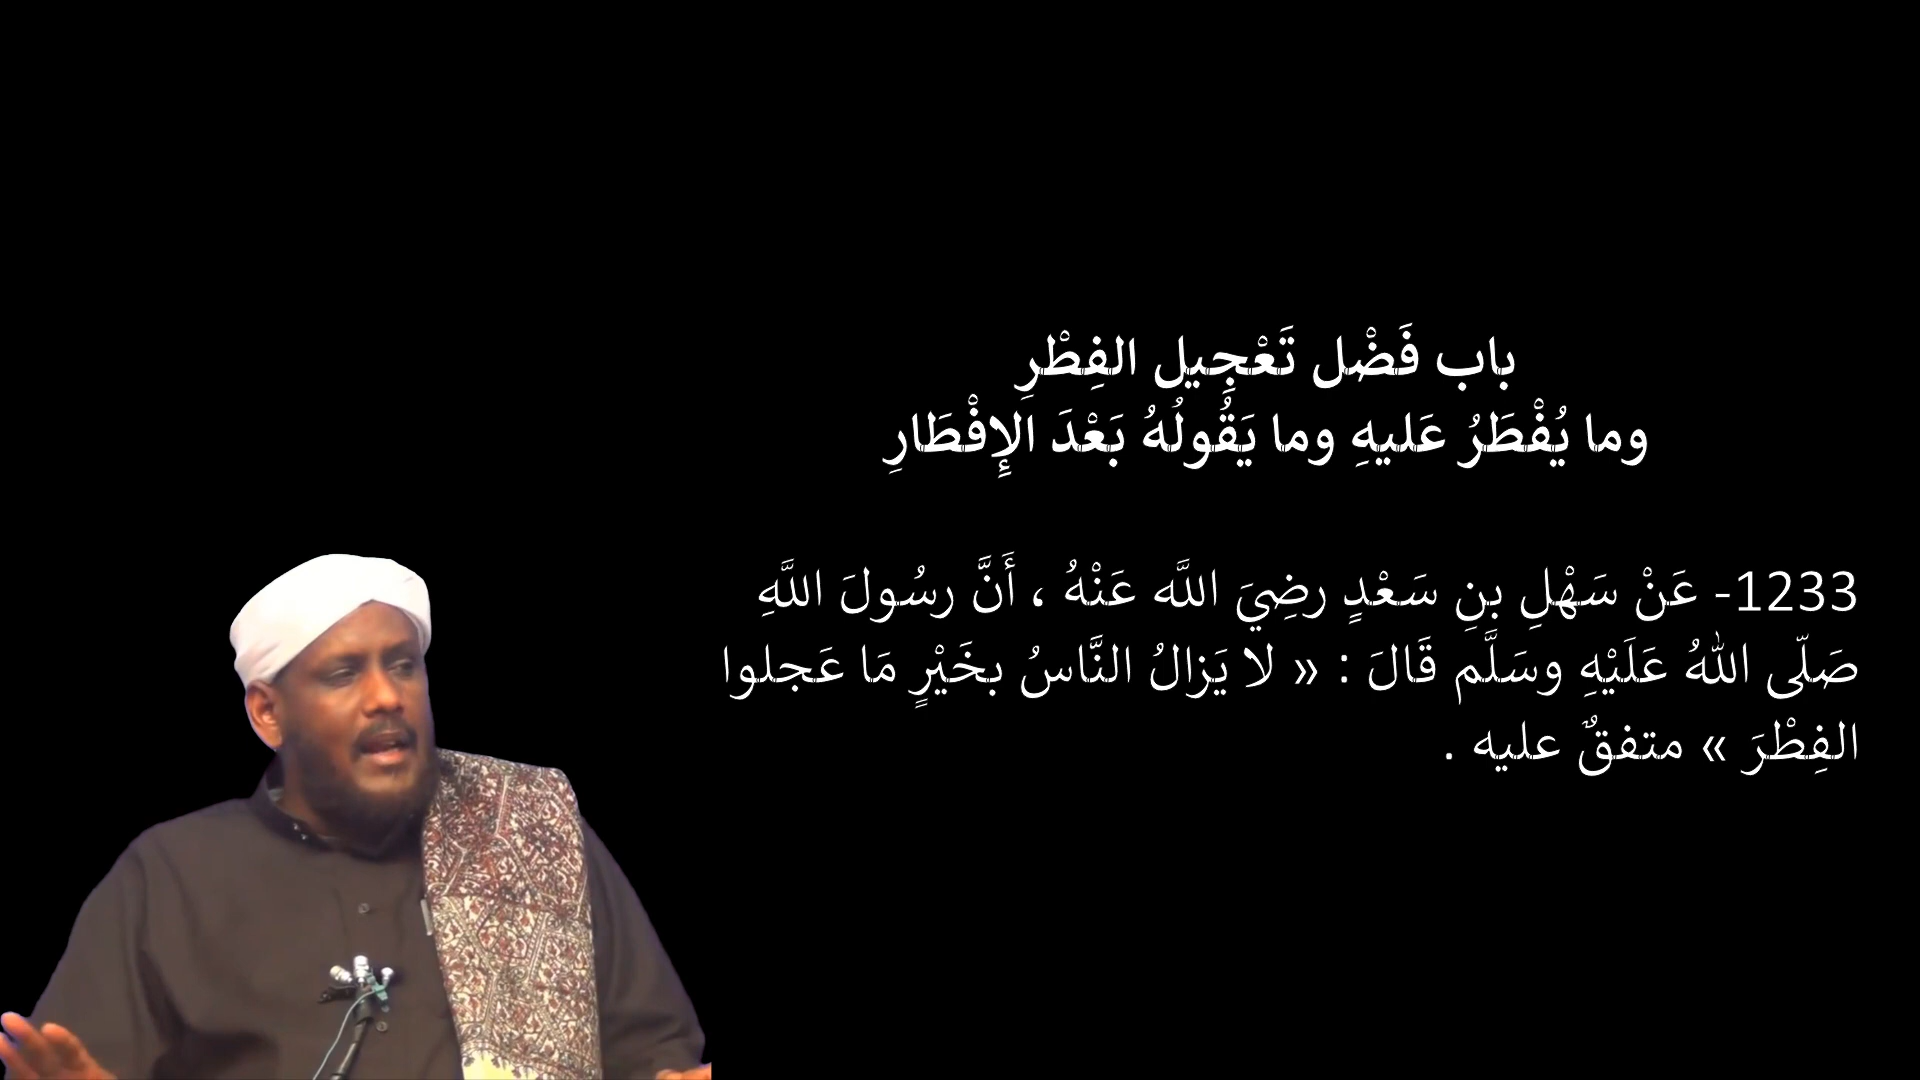 باب فَضْل تَعْجِيل الفِطْرِ
وما يُفْطَرُ عَليهِ وما يَقُولُهُ بَعْدَ الإِفْطَارِ
1233- عَنْ سَهْلِ بنِ سَعْدٍ رضِيَ اللَّه عَنْهُ ، أَنَّ رسُولَ اللَّهِ
صَلّى اللهُ عَلَيْهِ وسَلَّم قَالَ : « لا يَزالُ النَّاسُ بخَيْرٍ مَا عَجلوا
الفِطْرَ » متفقٌ عليه .